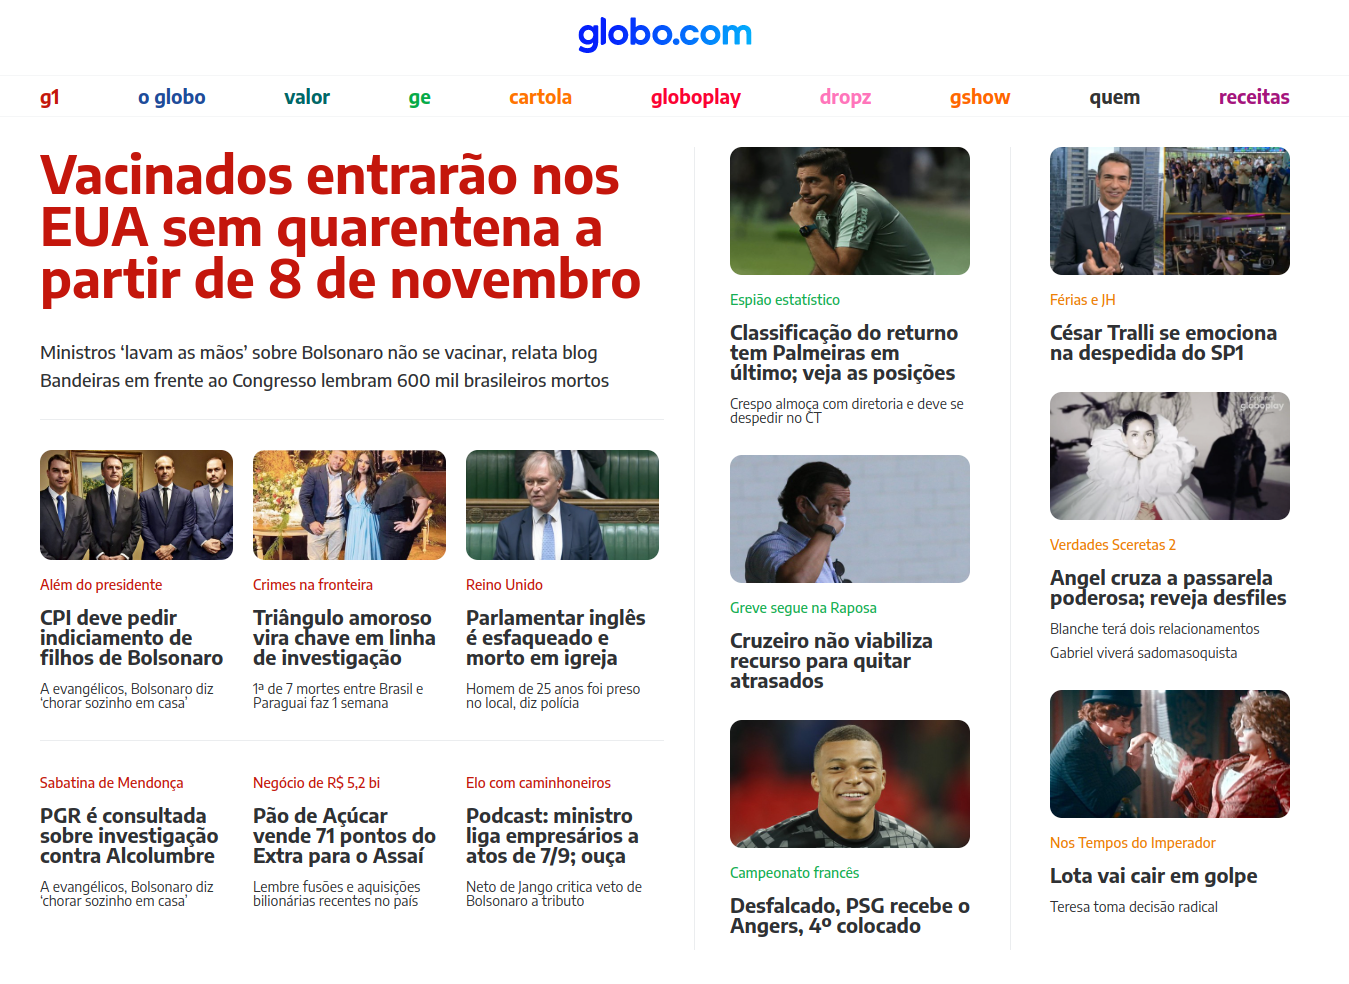 globo.com
g1
o globo
valor
ge
cartola
globoplay
dropz
gshow
quem
receitas
Vacinados entrarão nos
EUA sem quarentena a
partir de 8 de novembro
Ministros ‘lavam as mãos’ sobre Bolsonaro não se vacinar, relata blog
Bandeiras em frente ao Congresso lembram 600 mil brasileiros mortos
Além do presidente
CPI deve pedir
indiciamento de
filhos de Bolsonaro
A evangélicos, Bolsonaro diz
‘chorar sozinho em casa’
Crimes na fronteira
Triângulo amoroso
vira chave em linha
de investigação
1ª de 7 mortes entre Brasil e
Paraguai faz 1 semana
Reino Unido
Parlamentar inglês
é esfaqueado e
morto em igreja
Homem de 25 anos foi preso
no local, diz polícia
Sabatina de Mendonça
PGR é consultada
sobre investigação
contra Alcolumbre
A evangélicos, Bolsonaro diz
‘chorar sozinho em casa’
Negócio de R$ 5,2 bi
Pão de Açúcar
vende 71 pontos do
Extra para o Assaí
Lembre fusões e aquisições
bilionárias recentes no país
Elo com caminhoneiros
Podcast: ministro
liga empresários a
atos de 7/9; ouça
Neto de Jango critica veto de
Bolsonaro a tributo
Espião estatístico
Classificação do returno
tem Palmeiras em
último; veja as posições
Crespo almoça com diretoria e deve se
despedir no CT
Greve segue na Raposa
Cruzeiro não viabiliza
recurso para quitar
atrasados
Campeonato francês
Desfalcado, PSG recebe o
Angers, 4º colocado
Férias e JH
César Tralli se emociona
na despedida do SP1
globoplay
Verdades Sceretas 2
Angel cruza a passarela
poderosa; reveja desfiles
Blanche terá dois relacionamentos
Gabriel viverá sadomasoquista
Nos Tempos do Imperador
Lota vai cair em golpe
Teresa toma decisão radical